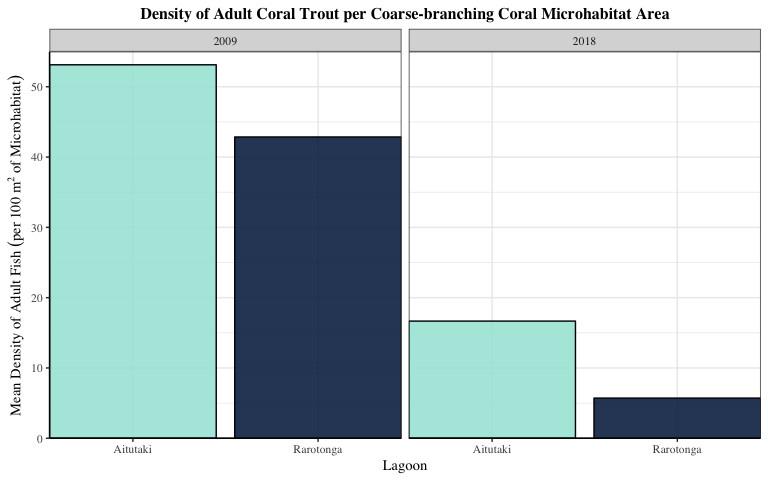 Density of Adult Coral Trout per Coarse-branching Coral Microhabitat Area
2009
2018
Mean Density of Adult Fish (per 100 m² of Microhabitat)
50
40
30
20
10
0
Aitutaki
Rarotonga
Aitutaki
Rarotonga
Lagoon